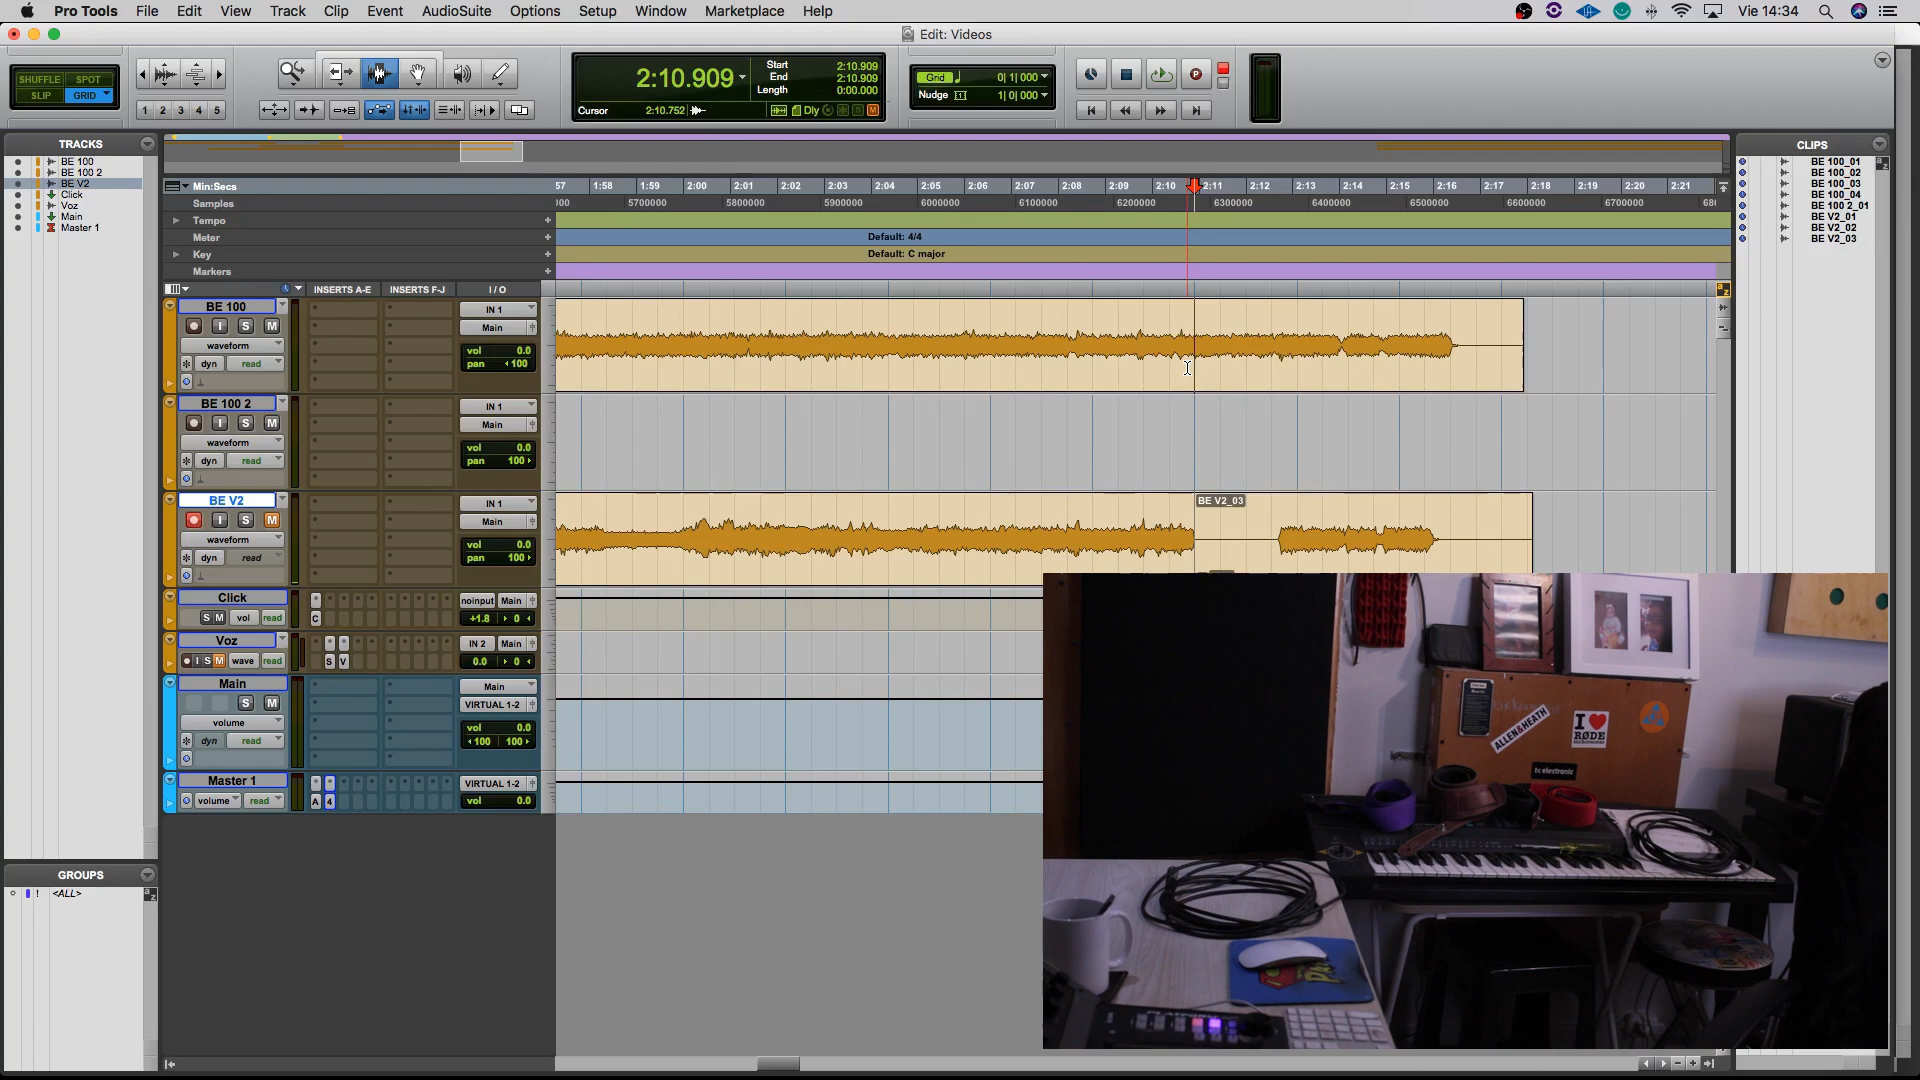 Pro Tools File Edit View Track Clip Event AudioSuite Options Setup Window Marketplace Help Vie 14:34
Edit: Videos
SHUFFLE SPOT
SLIP GRID
1 2 3 4 5
2:10.909
Start 2:10.909
End 2:10.909
Length 0:00.000
Cursor 2:10.752 Dly
Grid 0| 1| 000
Nudge 1| 0| 000
TRACKS
BE 100
BE 100 2
BE V2
Click
Voz
Main
Master 1
GROUPS
! <ALL>
Min:Secs 57 1:58 1:59 2:00 2:01 2:02 2:03 2:04 2:05 2:06 2:07 2:08 2:09 2:10 2:11 2:12 2:13 2:14 2:15 2:16 2:17 2:18 2:19 2:20 2:21
Samples 5700000 5800000 5900000 6000000 6100000 6200000 6300000 6400000 6500000 6600000 6700000
Tempo
Meter Default: 4/4
Key Default: C major
Markers
INSERTS A-E INSERTS F-J I / O
BE 100 IN 1
I S M Main
waveform vol 0.0
dyn read pan 100
BE 100 2 IN 1
I S M Main
waveform vol 0.0
dyn read pan 100
BE V2 IN 1
I S M Main
waveform vol 0.0
dyn read pan 100
BE V2_03
Click noinput Main
S M vol read C +1.8 0
Voz IN 2 Main
I S M wave read S V 0.0 0
Main Main
S M VIRTUAL 1-2
volume vol 0.0
dyn read 100 100
Master 1 VIRTUAL 1-2
volume read A 4 vol 0.0
CLIPS
BE 100_01
BE 100_02
BE 100_03
BE 100_04
BE 100 2_01
BE V2_01
BE V2_02
BE V2_03
ALLEN&HEATH
I ❤ RØDE
tc electronic